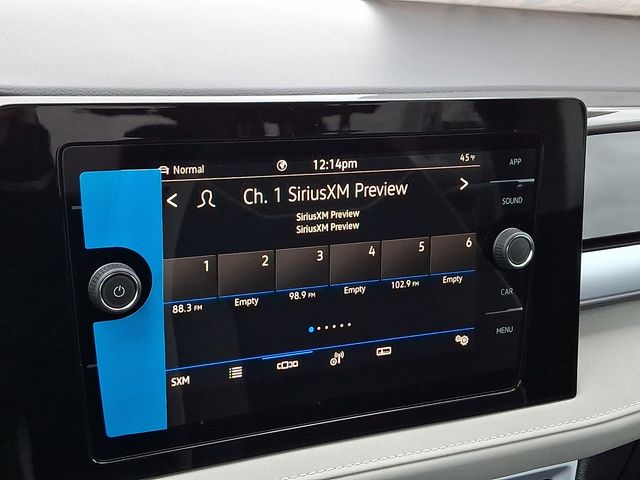 Normal
12:14pm
45°F
APP
< Ch. 1 SiriusXM Preview >
SOUND
SiriusXM Preview
SiriusXM Preview
1 2 3 4 5 6
88.3 FM Empty 98.9 FM Empty 102.9 FM Empty
CAR
MENU
SXM